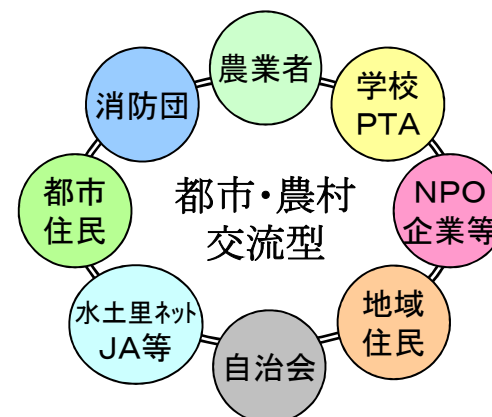 農業者
消防団
学校
PTA
都市
住民
都市・農村
交流型
NPO
企業等
水土里ネット
JA等
地域
住民
自治会